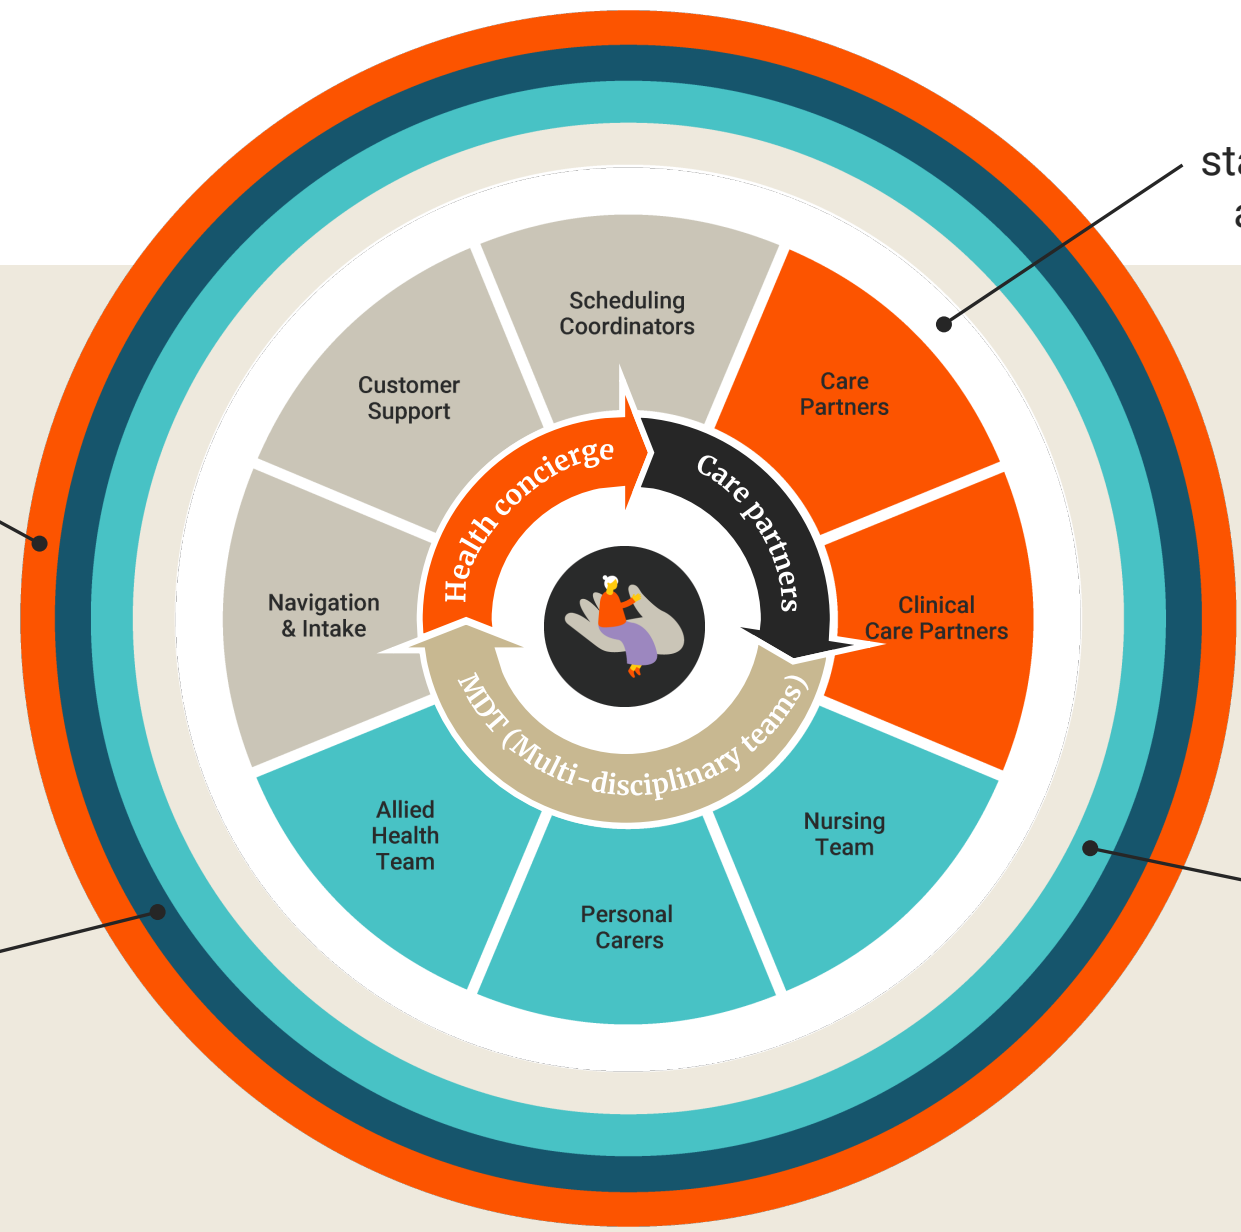 Scheduling
Coordinators
Care
Partners
Clinical
Care Partners
Nursing
Team
Personal
Carers
Allied
Health
Team
Navigation
& Intake
Customer
Support
Health concierge
Care partners
MDT (Multi-disciplinary teams)